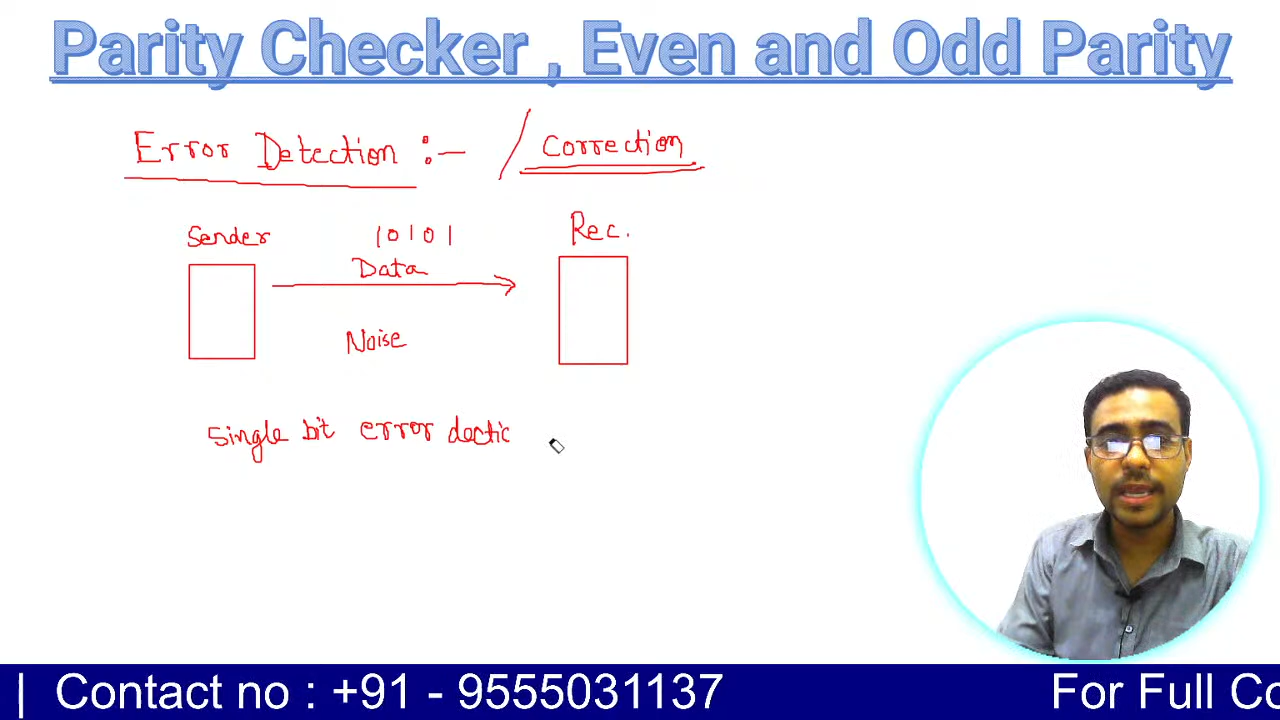 Parity Checker , Even and Odd Parity
Error Detection :- / Correction
Sender 10101 Rec.
Data
Noise
Single bit error dectic
| Contact no : +91 - 9555031137 For Full Co